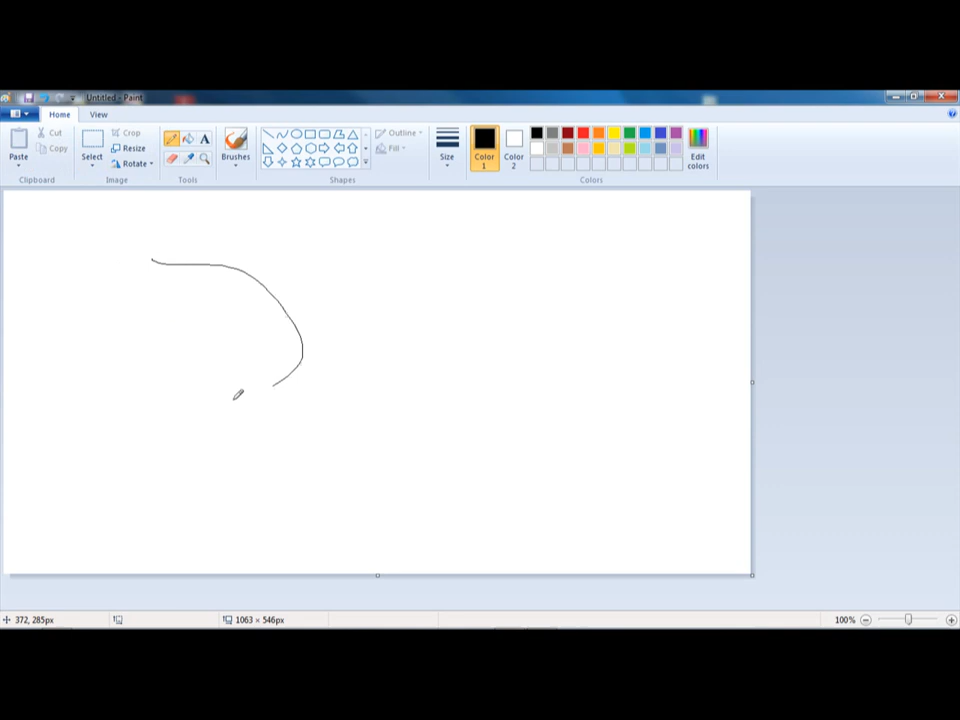 Untitled - Paint
Home View
Cut
Copy
Paste
Clipboard
Crop
Resize
Rotate
Select
Image
A
Tools
Brushes
Outline
Fill
Shapes
Size
Color 1
Color 2
Edit colors
Colors
372, 285px
1063 × 546px
100%